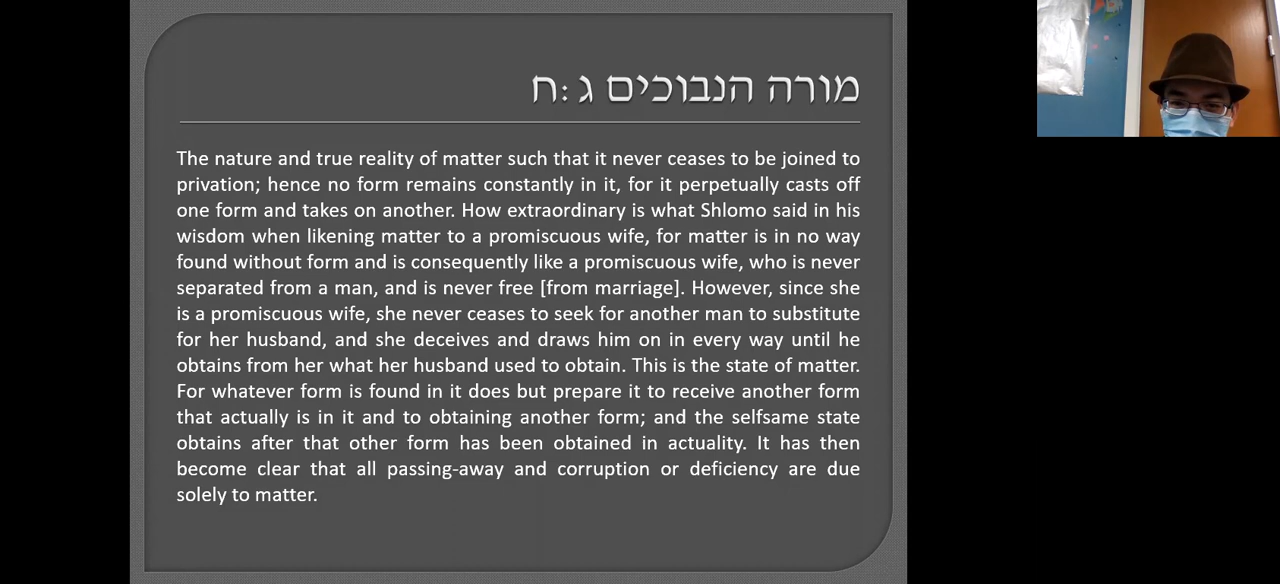 מורה הנבוכים ג :ח
The nature and true reality of matter such that it never ceases to be joined to
privation; hence no form remains constantly in it, for it perpetually casts off
one form and takes on another. How extraordinary is what Shlomo said in his
wisdom when likening matter to a promiscuous wife, for matter is in no way
found without form and is consequently like a promiscuous wife, who is never
separated from a man, and is never free [from marriage]. However, since she
is a promiscuous wife, she never ceases to seek for another man to substitute
for her husband, and she deceives and draws him on in every way until he
obtains from her what her husband used to obtain. This is the state of matter.
For whatever form is found in it does but prepare it to receive another form
that actually is in it and to obtaining another form; and the selfsame state
obtains after that other form has been obtained in actuality. It has then
become clear that all passing-away and corruption or deficiency are due
solely to matter.